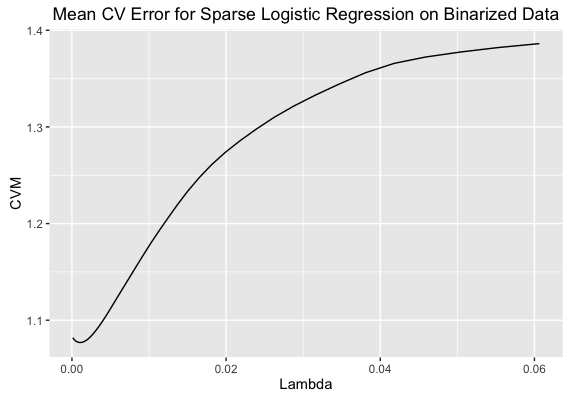 Mean CV Error for Sparse Logistic Regression on Binarized Data
1.4
1.3
1.2
1.1
CVM
0.00 0.02 0.04 0.06
Lambda